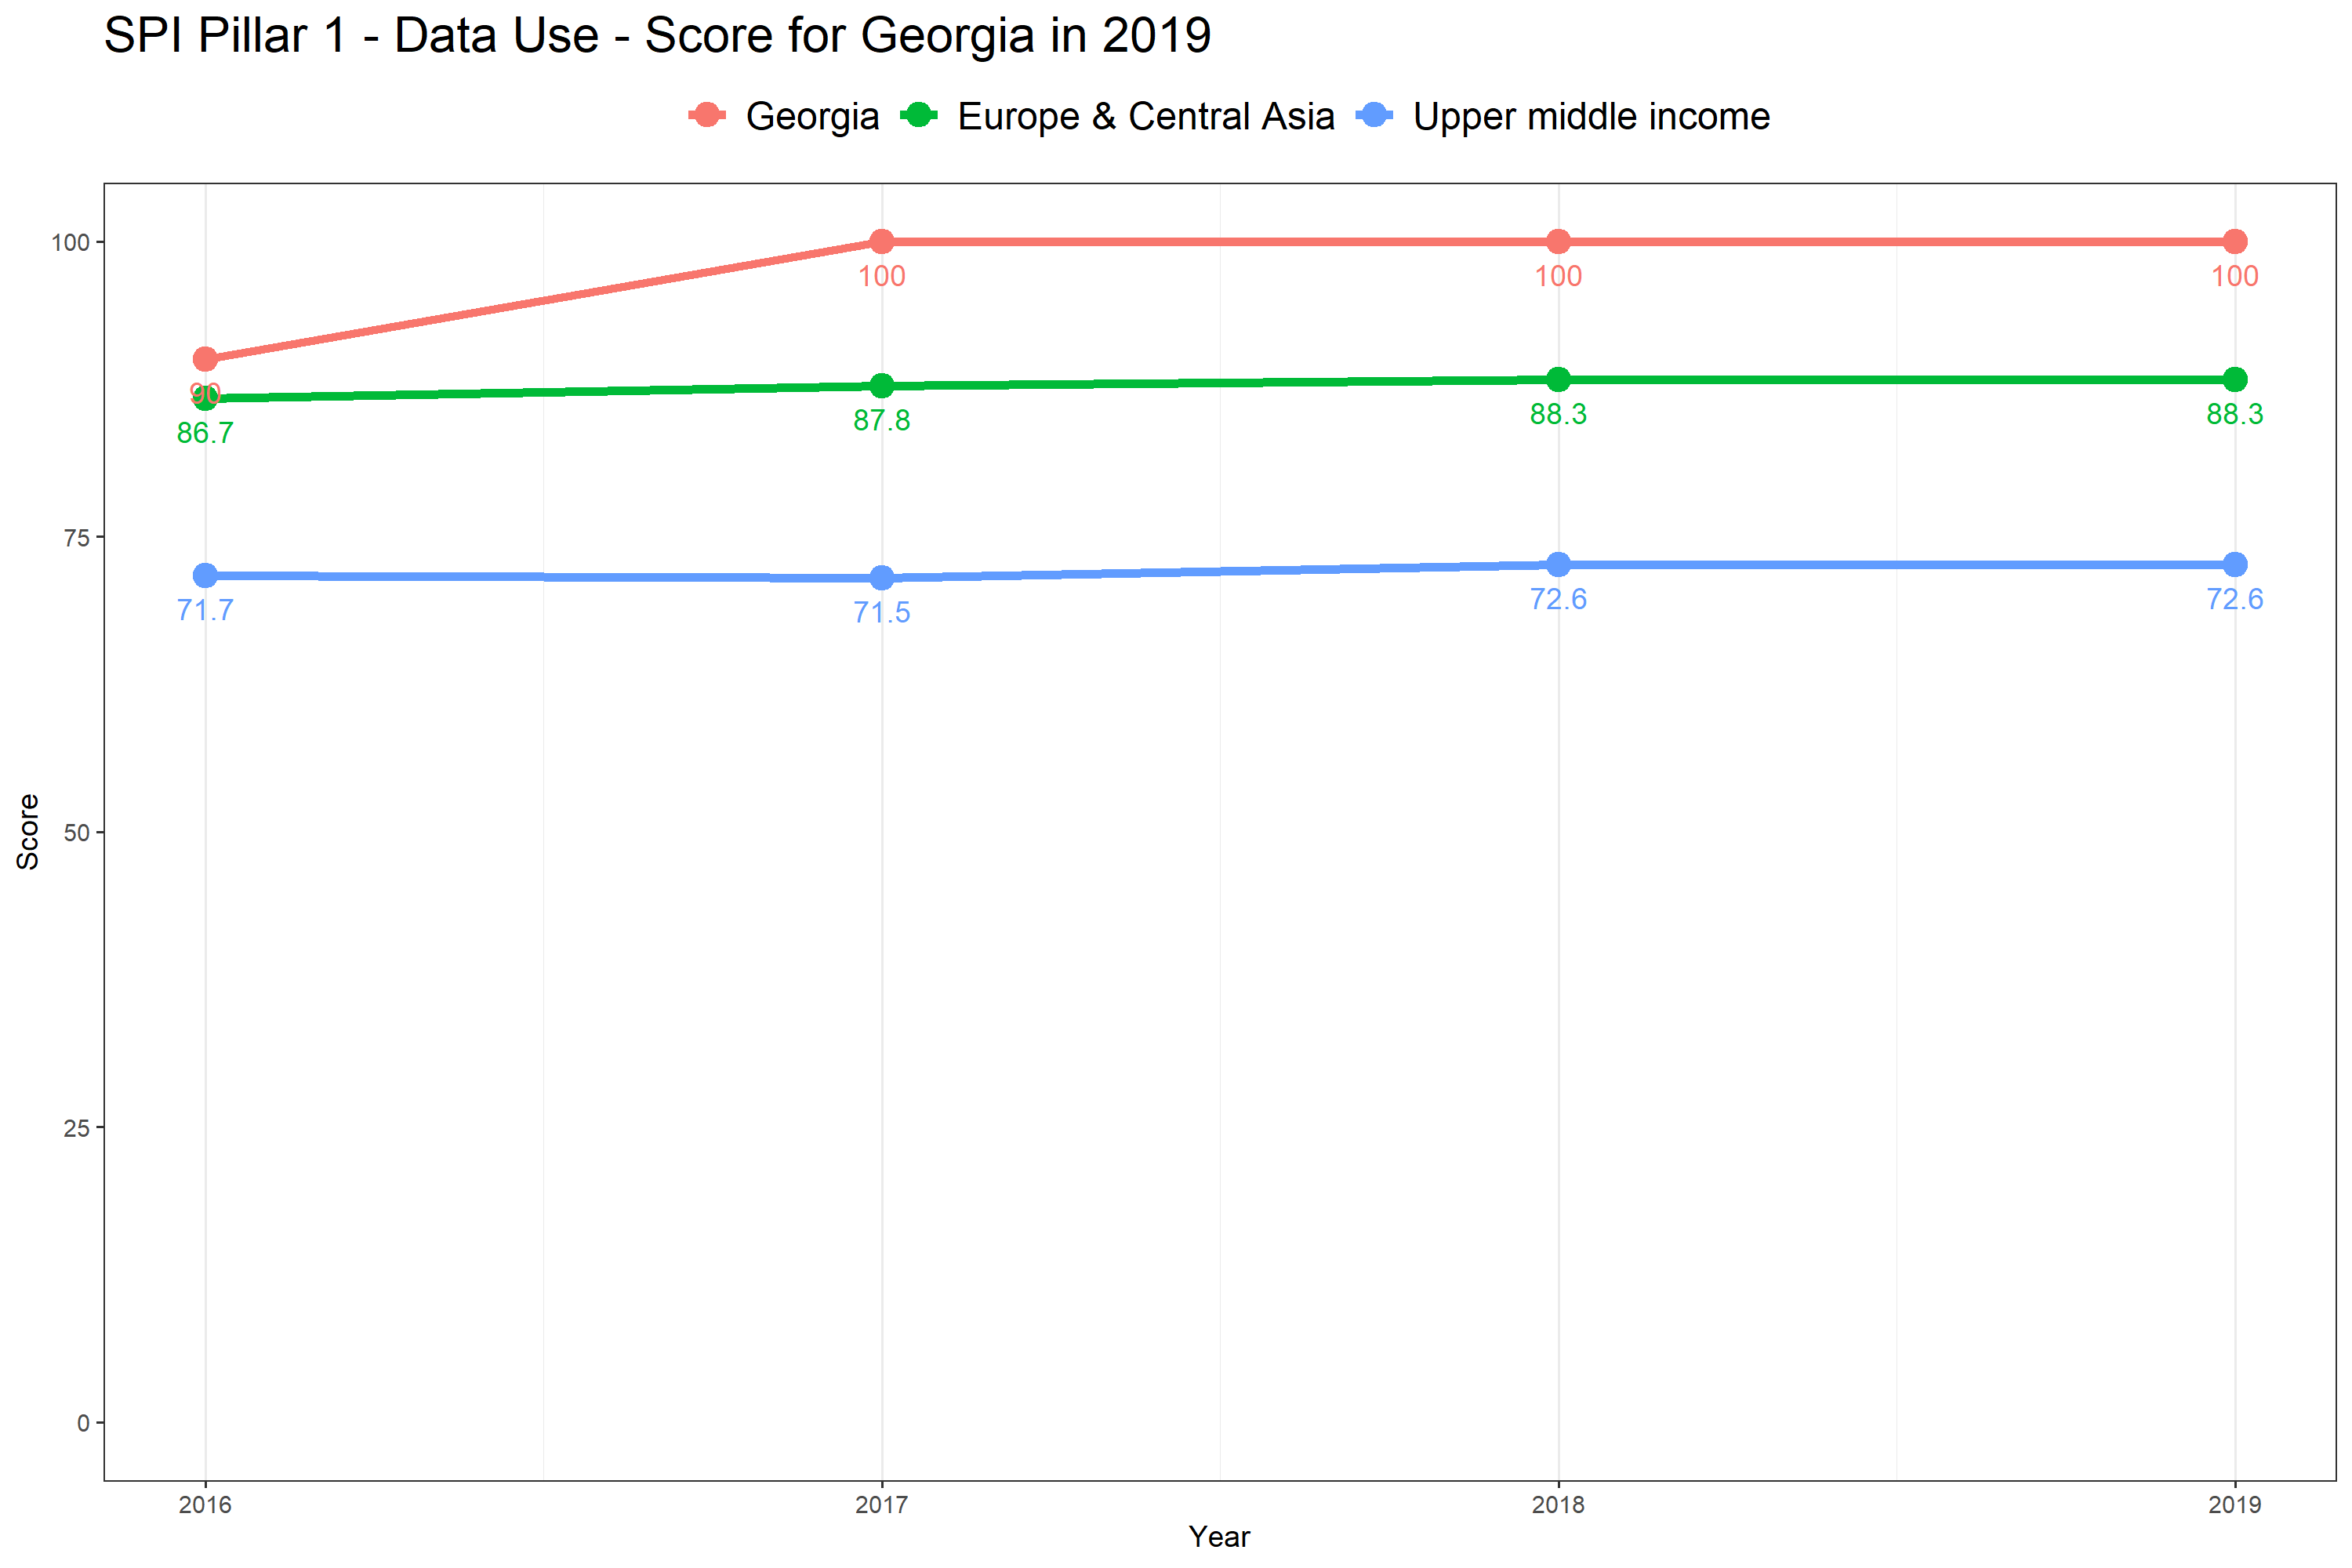 SPI Pillar 1 - Data Use - Score for Georgia in 2019
Georgia Europe & Central Asia Upper middle income
100
100 100 100
90
86.7 87.8 88.3 88.3
75
71.7 71.5 72.6 72.6
50
Score
25
0
2016 2017 2018 2019
Year